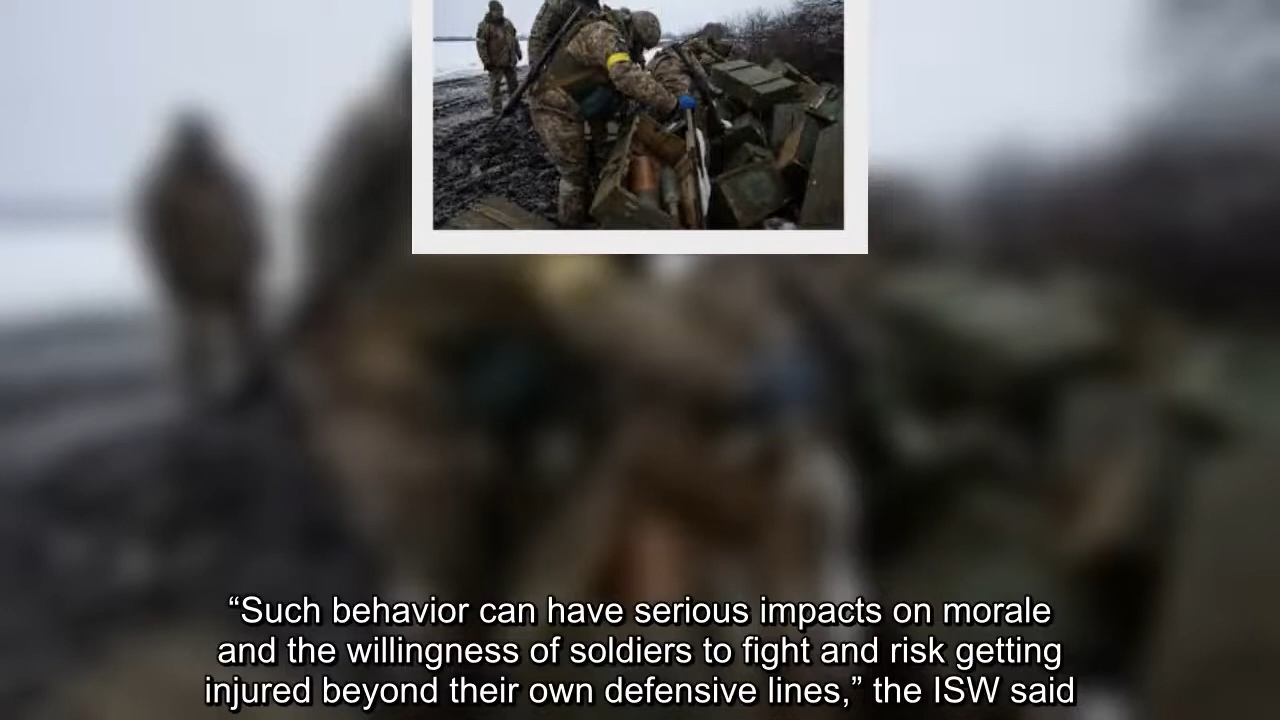 “Such behavior can have serious impacts on morale
and the willingness of soldiers to fight and risk getting
injured beyond their own defensive lines,” the ISW said